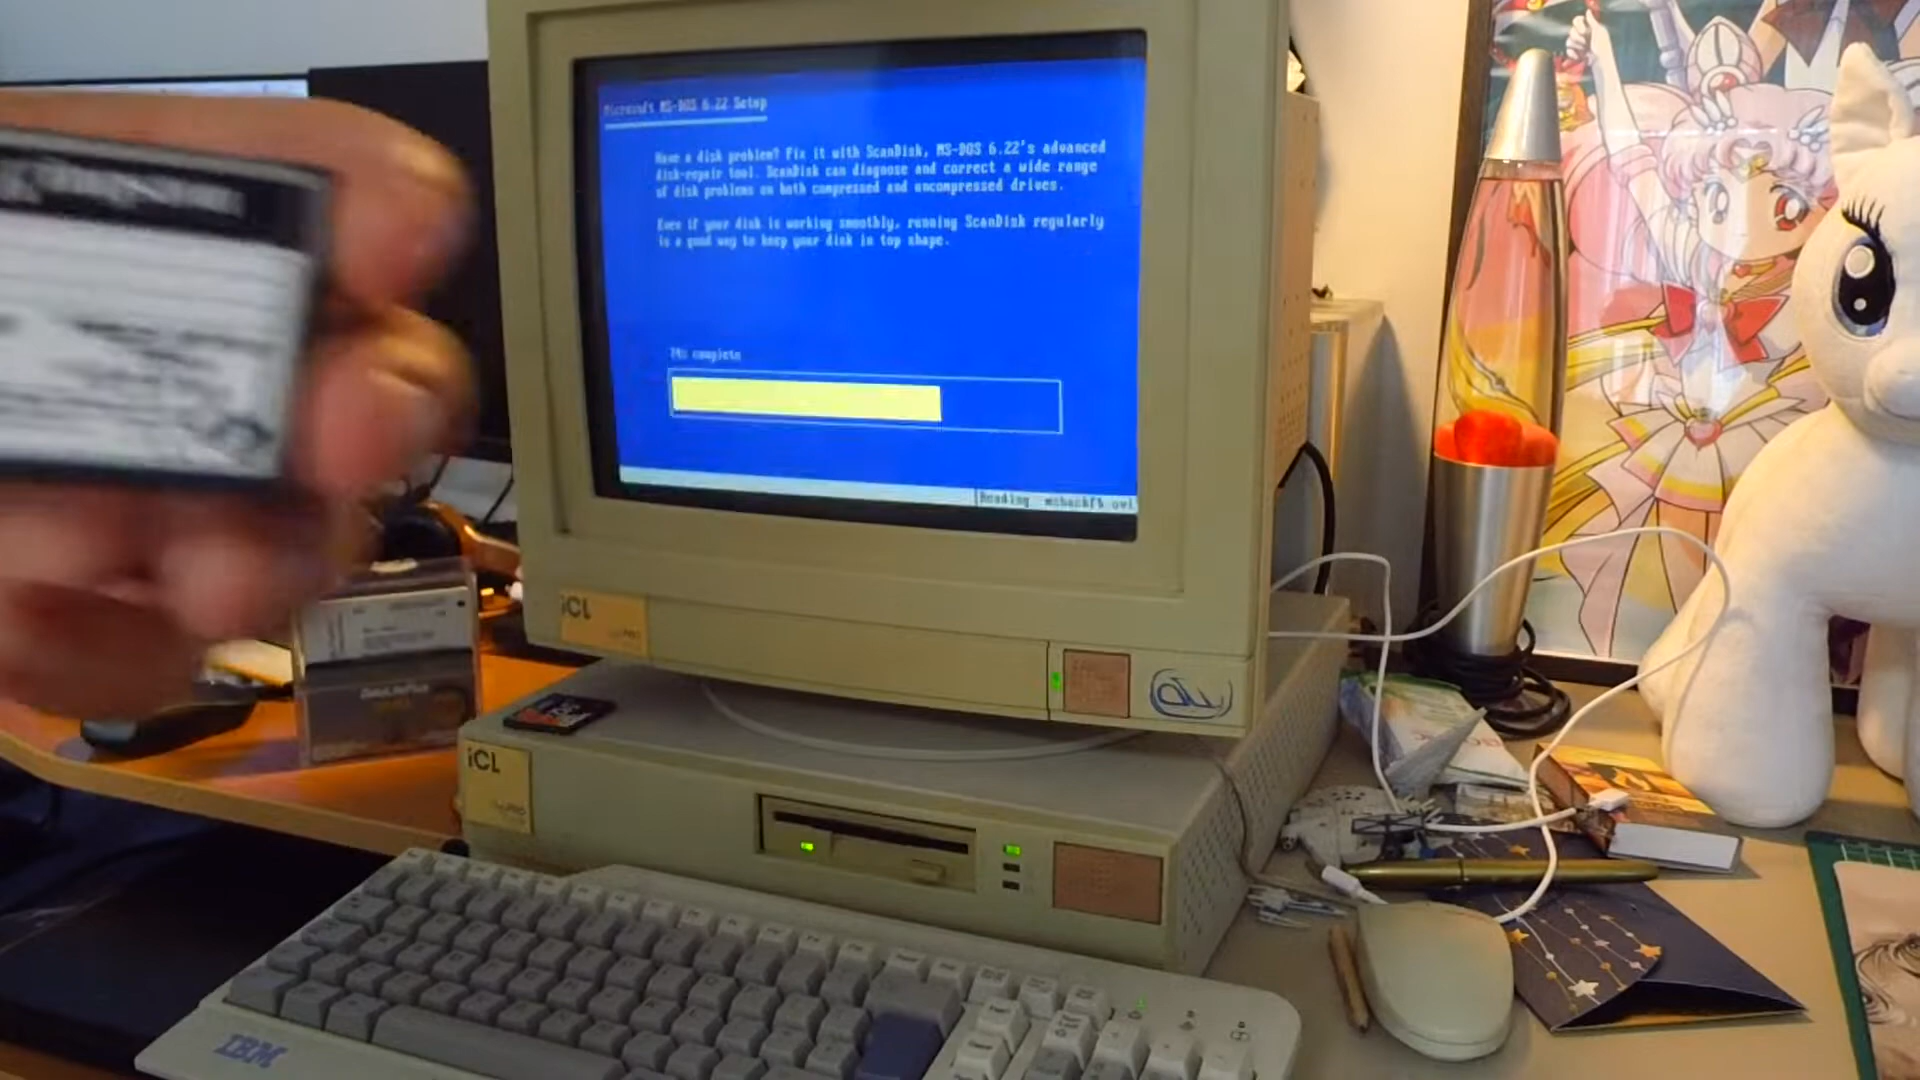 Microsoft MS-DOS 6.22 Setup
Have a disk problem? Fix it with ScanDisk, MS-DOS 6.22's advanced
disk-repair tool. ScanDisk can diagnose and correct a wide range
of disk problems on both compressed and uncompressed drives.
Even if your disk is working smoothly, running ScanDisk regularly
is a good way to keep your disk in top shape.
complete
Reading
iCL
iCL
IBM